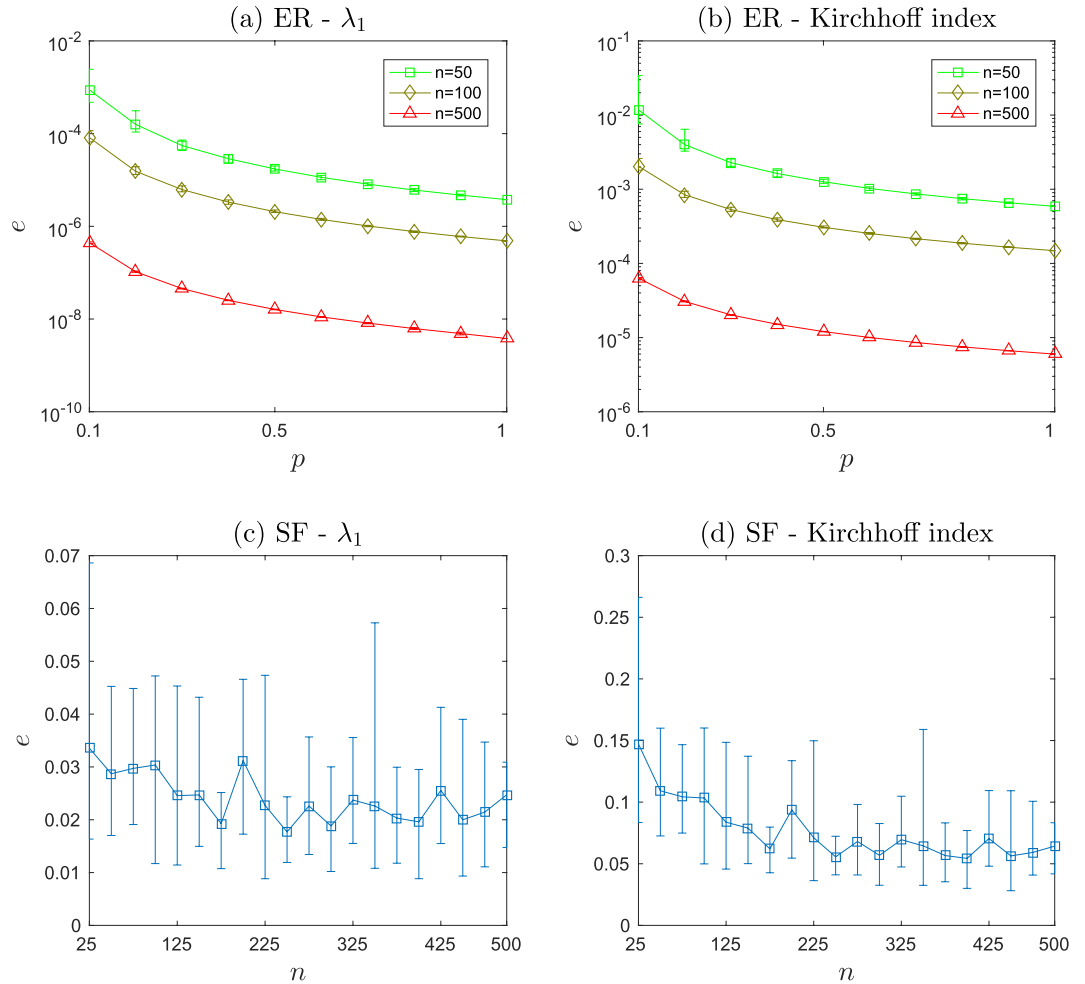 (a) ER - λ₁
10⁻²
10⁻⁴
10⁻⁶
10⁻⁸
10⁻¹⁰
e
n=50
n=100
n=500
0.1 0.5 1
p
(b) ER - Kirchhoff index
10⁻¹
10⁻²
10⁻³
10⁻⁴
10⁻⁵
10⁻⁶
e
n=50
n=100
n=500
0.1 0.5 1
p
(c) SF - λ₁
0.07
0.06
0.05
0.04
0.03
0.02
0.01
0
e
25 125 225 325 425 500
n
(d) SF - Kirchhoff index
0.3
0.25
0.2
0.15
0.1
0.05
0
e
25 125 225 325 425 500
n